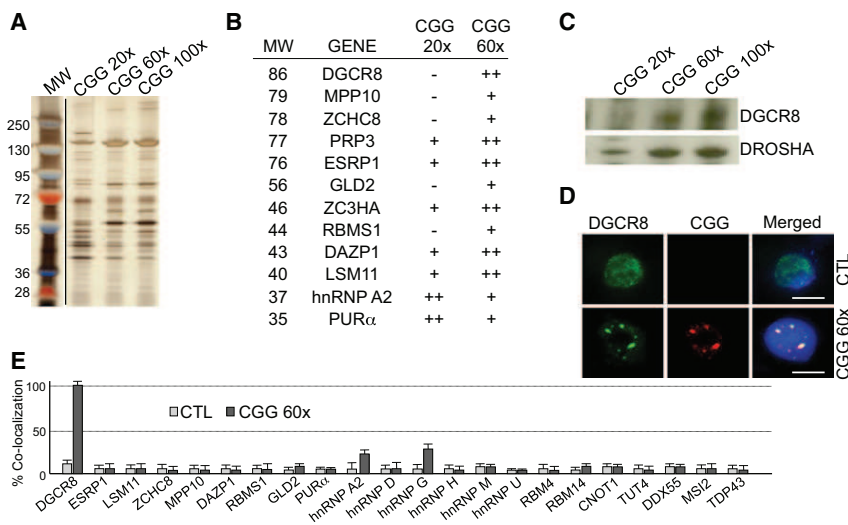 A
MW
CGG 20x
CGG 60x
CGG 100x
250
130
95
72
55
36
28
B
CGG CGG
MW GENE 20x 60x
86 DGCR8 - ++
79 MPP10 - +
78 ZCHC8 - +
77 PRP3 + ++
76 ESRP1 + ++
56 GLD2 - +
46 ZC3HA + ++
44 RBMS1 - +
43 DAZP1 + ++
40 LSM11 + ++
37 hnRNP A2 ++ +
35 PURα ++ +
C
CGG 20x
CGG 60x
CGG 100x
DGCR8
DROSHA
D
DGCR8 CGG Merged
CTL
CGG 60x
E
% Co-localization
100
50
0
CTL CGG 60x
DGCR8
ESRP1
LSM11
ZCHC8
MPP10
DAZP1
RBMS1
GLD2
PURα
hnRNP A2
hnRNP D
hnRNP G
hnRNP H
hnRNP M
hnRNP U
RBM4
RBM14
CNOT1
TUT4
DDX55
MSI2
TDP43